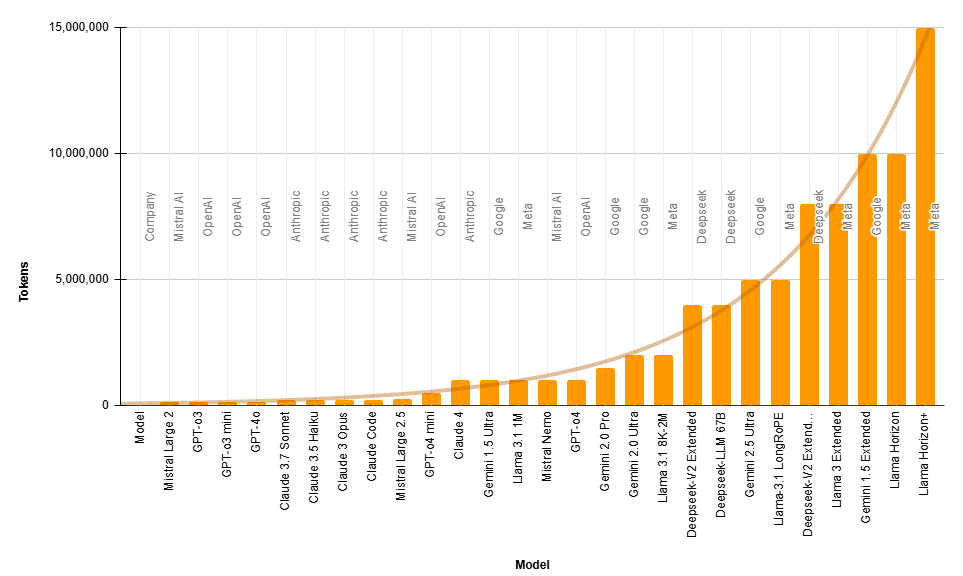 15,000,000
10,000,000
5,000,000
0
Tokens
Company
Mistral AI
OpenAI
OpenAI
OpenAI
Anthropic
Anthropic
Anthropic
Anthropic
Mistral AI
OpenAI
Anthropic
Google
Meta
Mistral AI
OpenAI
Google
Google
Meta
Deepseek
Deepseek
Google
Meta
Deepseek
Meta
Google
Meta
Meta
Model
Mistral Large 2
GPT-o3
GPT-o3 mini
GPT-4o
Claude 3.7 Sonnet
Claude 3.5 Haiku
Claude 3 Opus
Claude Code
Mistral Large 2.5
GPT-o4 mini
Claude 4
Gemini 1.5 Ultra
Llama 3.1 1M
Mistral Nemo
GPT-o4
Gemini 2.0 Pro
Gemini 2.0 Ultra
Llama 3.1 8K-2M
Deepseek-V2 Extended
Deepseek-LLM 67B
Gemini 2.5 Ultra
Llama-3.1 LongRoPE
Deepseek-V2 Extend…
Llama 3 Extended
Gemini 1.5 Extended
Llama Horizon
Llama Horizon+
Model